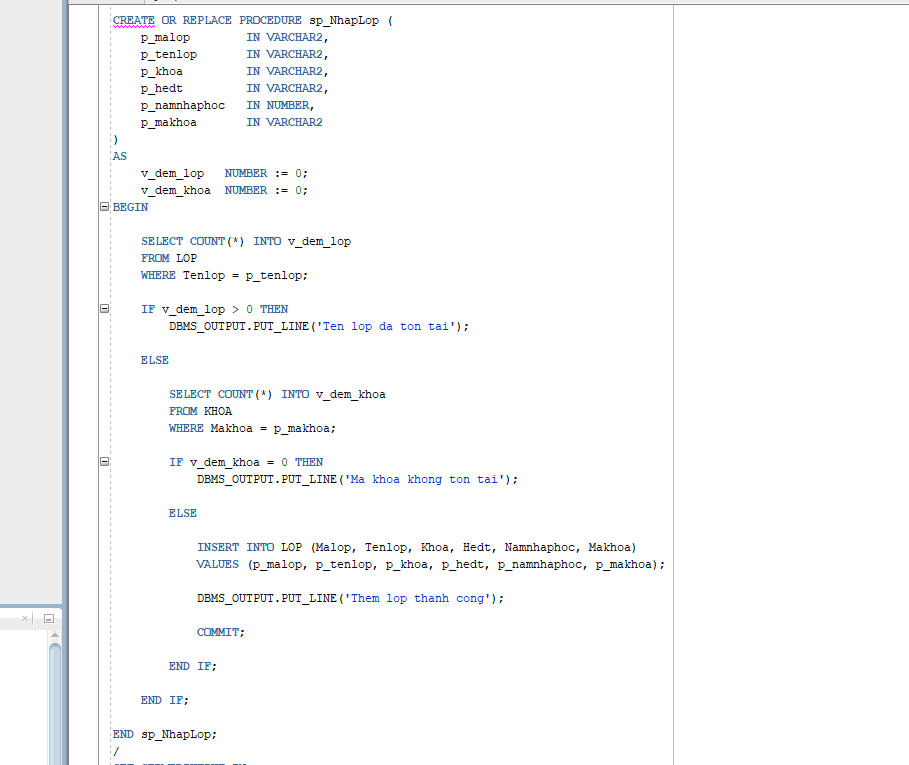 CREATE OR REPLACE PROCEDURE sp_NhapLop (
    p_malop        IN VARCHAR2,
    p_tenlop       IN VARCHAR2,
    p_khoa         IN VARCHAR2,
    p_hedt         IN VARCHAR2,
    p_namnhaphoc   IN NUMBER,
    p_makhoa       IN VARCHAR2
)
AS
    v_dem_lop   NUMBER := 0;
    v_dem_khoa  NUMBER := 0;
BEGIN
    SELECT COUNT(*) INTO v_dem_lop
    FROM LOP
    WHERE Tenlop = p_tenlop;
    IF v_dem_lop > 0 THEN
        DBMS_OUTPUT.PUT_LINE('Ten lop da ton tai');
    ELSE
        SELECT COUNT(*) INTO v_dem_khoa
        FROM KHOA
        WHERE Makhoa = p_makhoa;
        IF v_dem_khoa = 0 THEN
            DBMS_OUTPUT.PUT_LINE('Ma khoa khong ton tai');
        ELSE
            INSERT INTO LOP (Malop, Tenlop, Khoa, Hedt, Namnhaphoc, Makhoa)
            VALUES (p_malop, p_tenlop, p_khoa, p_hedt, p_namnhaphoc, p_makhoa);
            DBMS_OUTPUT.PUT_LINE('Them lop thanh cong');
            COMMIT;
        END IF;
    END IF;
END sp_NhapLop;
/